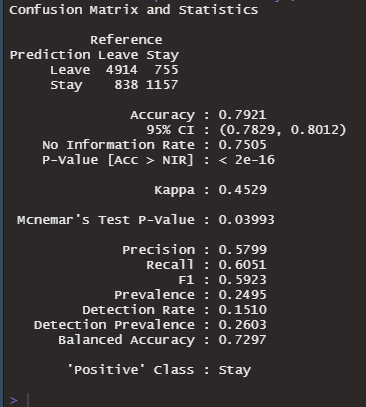 Confusion Matrix and Statistics
Reference
Prediction Leave Stay
Leave 4914 755
Stay 838 1157
Accuracy : 0.7921
95% CI : (0.7829, 0.8012)
No Information Rate : 0.7505
P-Value [Acc > NIR] : < 2e-16
Kappa : 0.4529
Mcnemar's Test P-Value : 0.03993
Precision : 0.5799
Recall : 0.6051
F1 : 0.5923
Prevalence : 0.2495
Detection Rate : 0.1510
Detection Prevalence : 0.2603
Balanced Accuracy : 0.7297
'Positive' Class : Stay
>